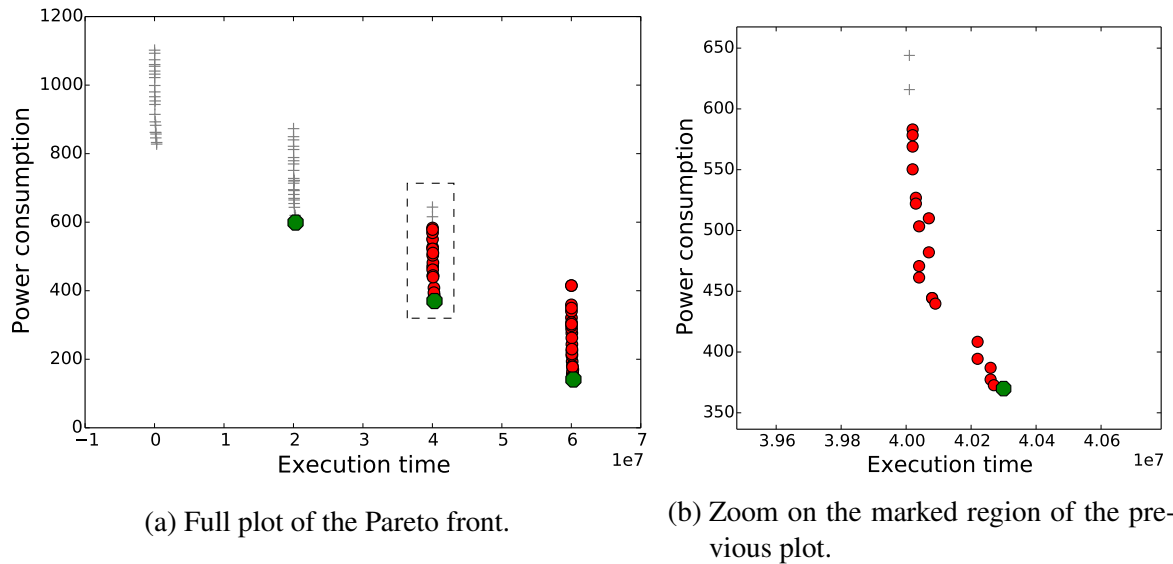 1200
1000
800
600
400
200
0
Power consumption
−1 0 1 2 3 4 5 6 7
Execution time
1e7
(a) Full plot of the Pareto front.
650
600
550
500
450
400
350
Power consumption
3.96 3.98 4.00 4.02 4.04 4.06
Execution time
1e7
(b) Zoom on the marked region of the pre-
vious plot.